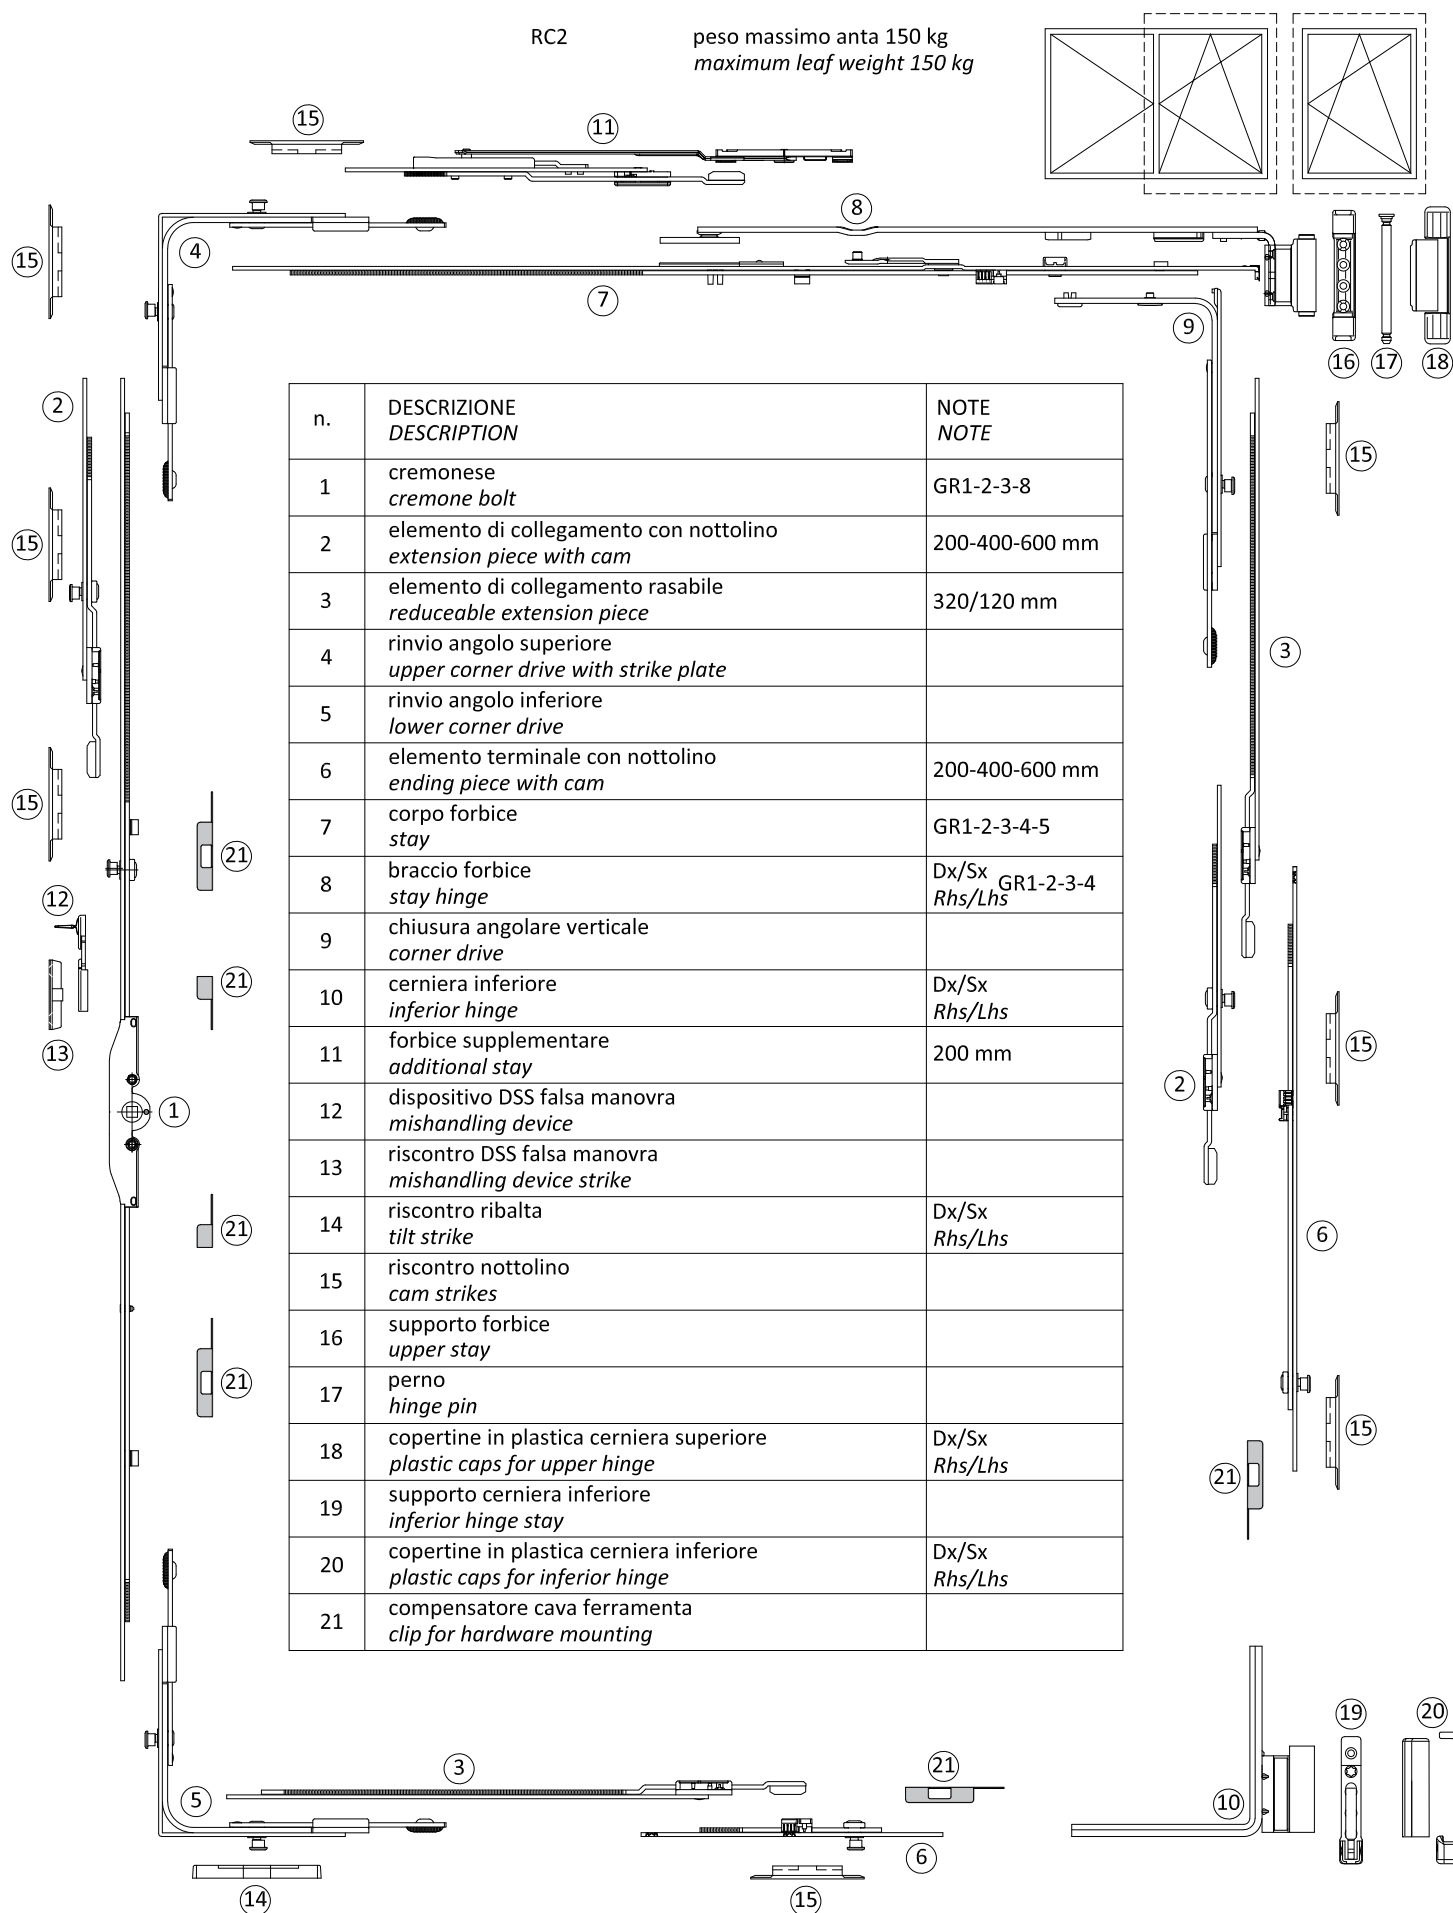 RC2
peso massimo anta 150 kg
maximum leaf weight 150 kg
15
11
8
4
15
7
9
16
17
18
2
15
15
3
15
21
12
21
13
1
15
2
21
6
21
15
21
n.
DESCRIZIONE
NOTE
DESCRIPTION
NOTE
1
cremonese
GR1-2-3-8
cremone bolt
2
elemento di collegamento con nottolino
200-400-600 mm
extension piece with cam
3
elemento di collegamento rasabile
320/120 mm
reduceable extension piece
4
rinvio angolo superiore
upper corner drive with strike plate
5
rinvio angolo inferiore
lower corner drive
6
elemento terminale con nottolino
200-400-600 mm
ending piece with cam
7
corpo forbice
GR1-2-3-4-5
stay
8
braccio forbice
Dx/Sx
GR1-2-3-4
stay hinge
Rhs/Lhs
9
chiusura angolare verticale
corner drive
10
cerniera inferiore
Dx/Sx
inferior hinge
Rhs/Lhs
11
forbice supplementare
200 mm
additional stay
12
dispositivo DSS falsa manovra
mishandling device
13
riscontro DSS falsa manovra
mishandling device strike
14
riscontro ribalta
Dx/Sx
tilt strike
Rhs/Lhs
15
riscontro nottolino
cam strikes
16
supporto forbice
upper stay
17
perno
hinge pin
18
copertine in plastica cerniera superiore
Dx/Sx
plastic caps for upper hinge
Rhs/Lhs
19
supporto cerniera inferiore
inferior hinge stay
20
copertine in plastica cerniera inferiore
Dx/Sx
plastic caps for inferior hinge
Rhs/Lhs
21
compensatore cava ferramenta
clip for hardware mounting
19
20
3
21
5
10
6
14
15